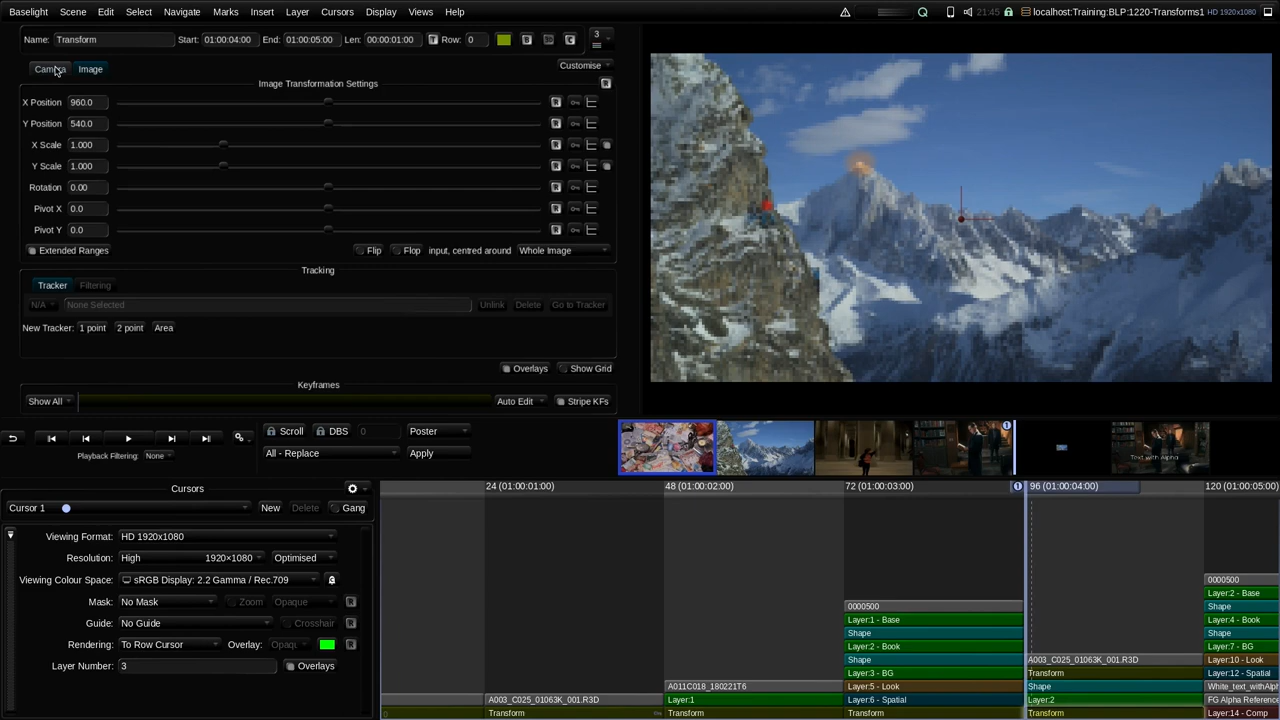 Baselight Scene Edit Select Navigate Marks Insert Layer Cursors Display Views Help 21:45 localhost:Training:BLP:1220-Transforms1 HD 1920x1080
Name: Transform Start: 01:00:04:00 End: 01:00:05:00 Len: 00:00:01:00 Row: 0 3
Camera Image Customise
Image Transformation Settings
X Position 960.0
Y Position 540.0
X Scale 1.000
Y Scale 1.000
Rotation 0.00
Pivot X 0.0
Pivot Y 0.0
Extended Ranges Flip Flop input, centred around Whole Image
Tracking
Tracker Filtering
N/A None Selected Unlink Delete Go to Tracker
New Tracker: 1 point 2 point Area
Overlays Show Grid
Keyframes
Show All Auto Edit Stripe KFs
Scroll DBS 0 Poster
Playback Filtering: None All - Replace Apply
Text with Alpha
Cursors
Cursor 1 New Delete Gang
Viewing Format: HD 1920x1080
Resolution: High 1920×1080 Optimised
Viewing Colour Space: sRGB Display: 2.2 Gamma / Rec.709
Mask: No Mask Zoom Opaque
Guide: No Guide Crosshair
Rendering: To Row Cursor Overlay: Opaqu
Layer Number: 3 Overlays
24 (01:00:01:00) 48 (01:00:02:00) 72 (01:00:03:00) 96 (01:00:04:00) 120 (01:00:05:00)
A003_C025_01063K_001.R3D
Transform
A011C018_180221T6
Layer:1
Transform
0000500
Layer:1 - Base
Shape
Layer:2 - Book
Shape
Layer:3 - BG
Layer:5 - Look
Layer:6 - Spatial
Transform
A003_C025_01063K_001.R3D
Transform
Shape
Layer:2
Transform
0000500
Layer:2 - Base
Shape
Layer:4 - Book
Shape
Layer:7 - BG
Layer:10 - Look
Layer:12 - Spatial
White_text_withAlph
FG Alpha Referenc
Layer:14 - Comp